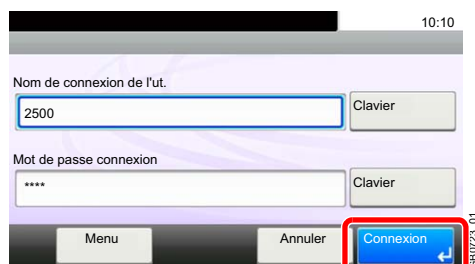 10:10
Nom de connexion de l'ut.
2500
Clavier
Mot de passe connexion
****
Clavier
Menu
Annuler
Connexion